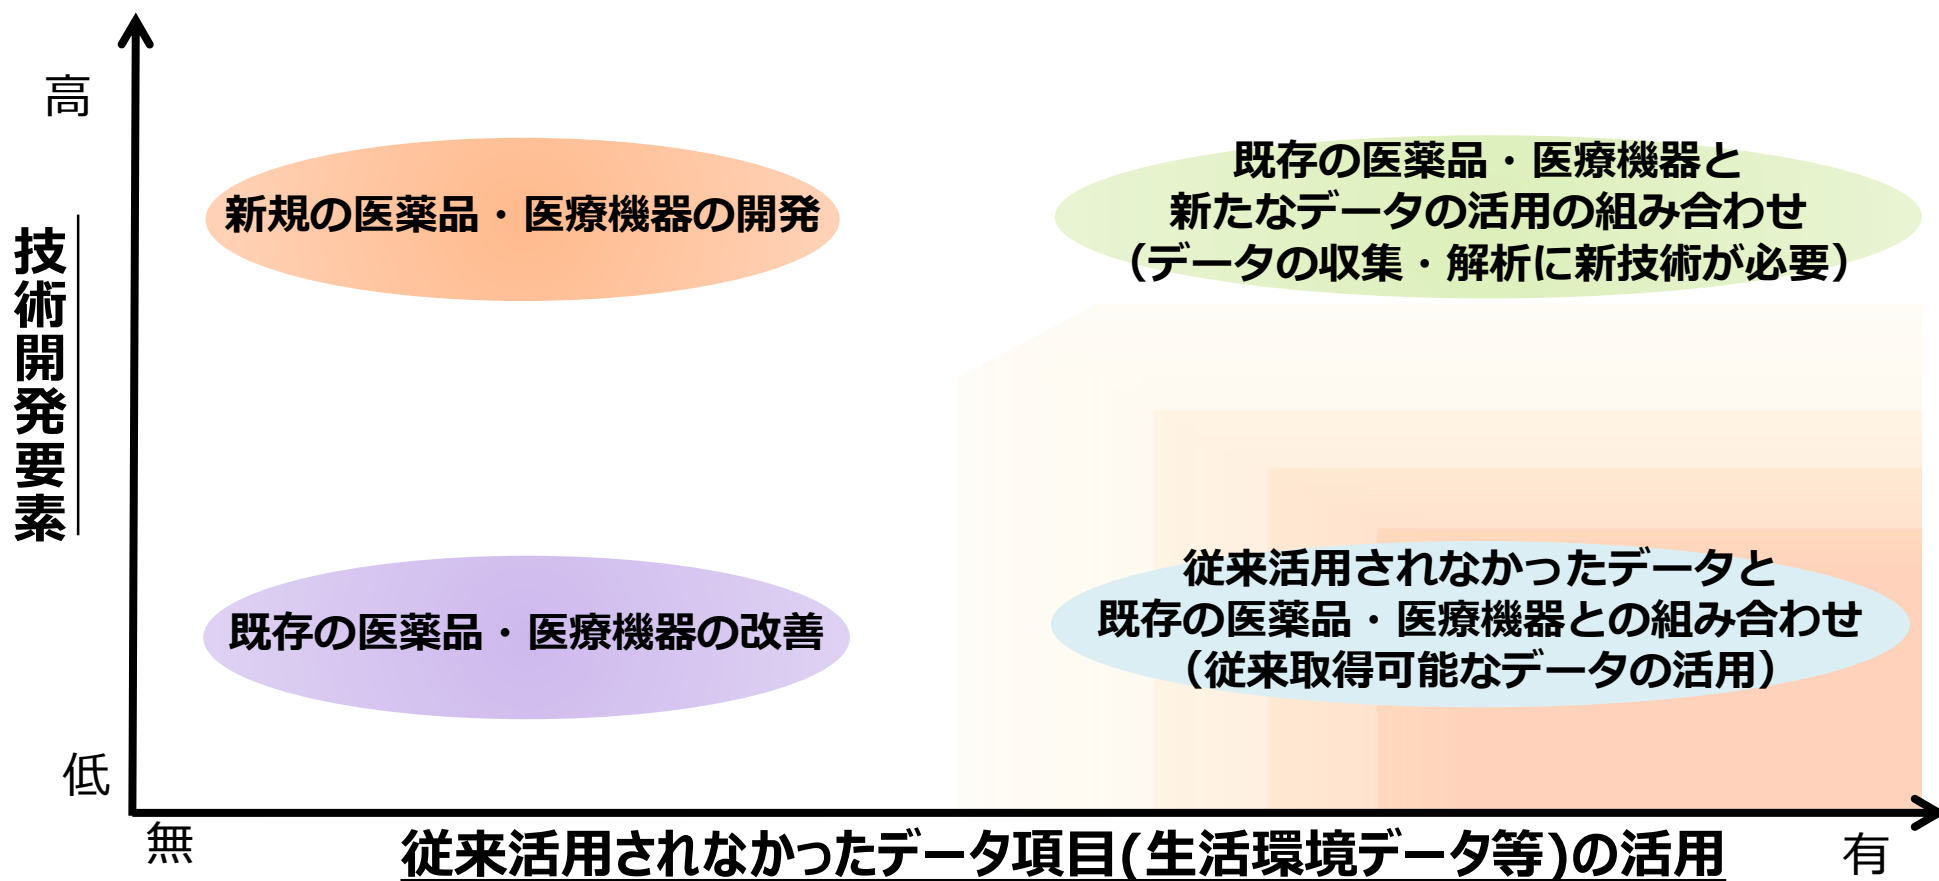 高
技術開発要素
新規の医薬品・医療機器の開発
既存の医薬品・医療機器と
新たなデータの活用の組み合わせ
（データの収集・解析に新技術が必要）
既存の医薬品・医療機器の改善
従来活用されなかったデータと
既存の医薬品・医療機器との組み合わせ
（従来取得可能なデータの活用）
低
無
従来活用されなかったデータ項目(生活環境データ等)の活用
有